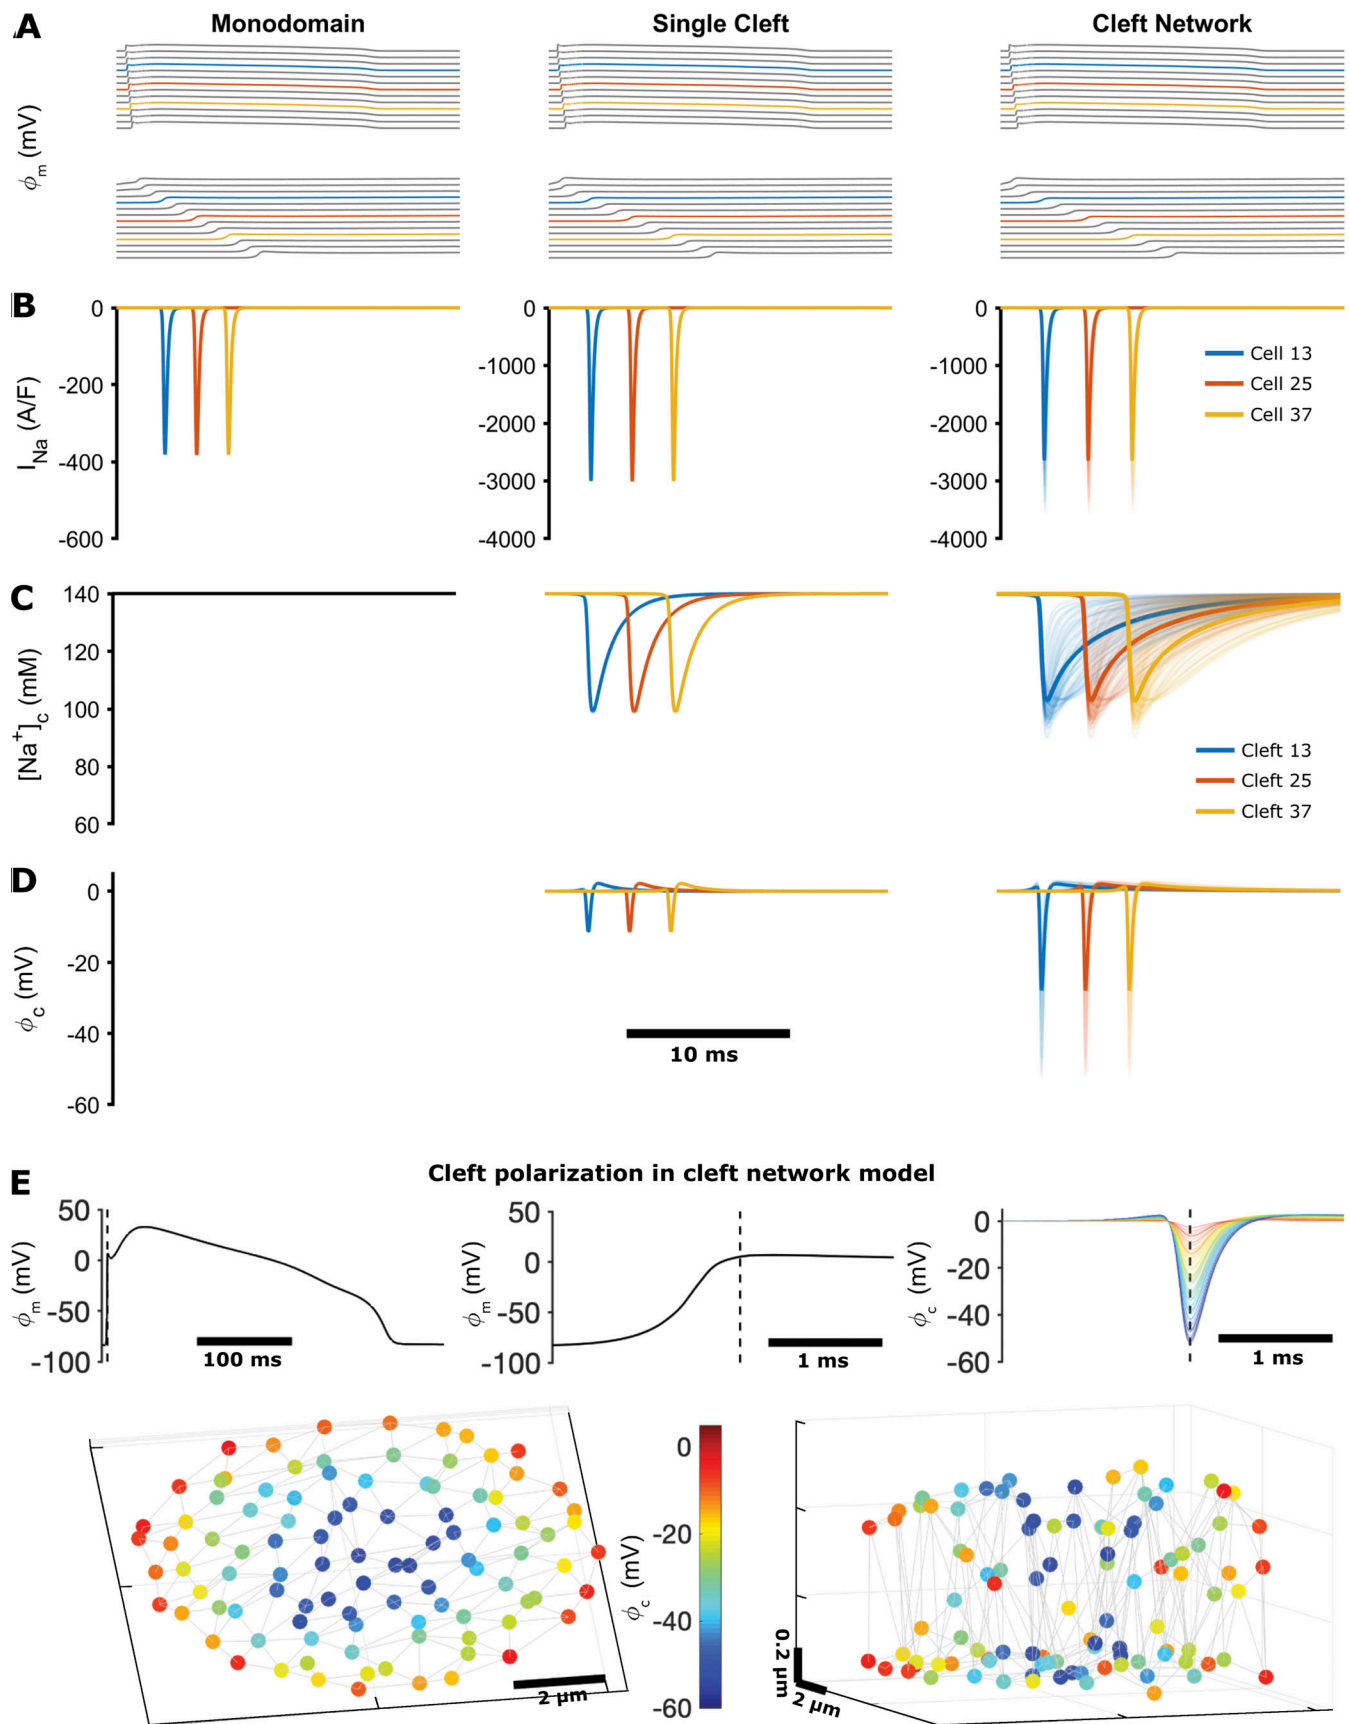 A
Monodomain
Single Cleft
Cleft Network
ϕm (mV)
B
INa (A/F)
0
-200
-400
-600
0
-1000
-2000
-3000
-4000
0
-1000
-2000
-3000
-4000
Cell 13
Cell 25
Cell 37
C
[Na+]c (mM)
140
120
100
80
60
Cleft 13
Cleft 25
Cleft 37
D
ϕc (mV)
0
-20
-40
-60
10 ms
E
Cleft polarization in cleft network model
ϕm (mV)
50
0
-50
-100
100 ms
ϕm (mV)
50
0
-50
-100
1 ms
ϕc (mV)
0
-20
-40
-60
1 ms
2 µm
ϕc (mV)
0
-20
-40
-60
0.2 µm
2 µm